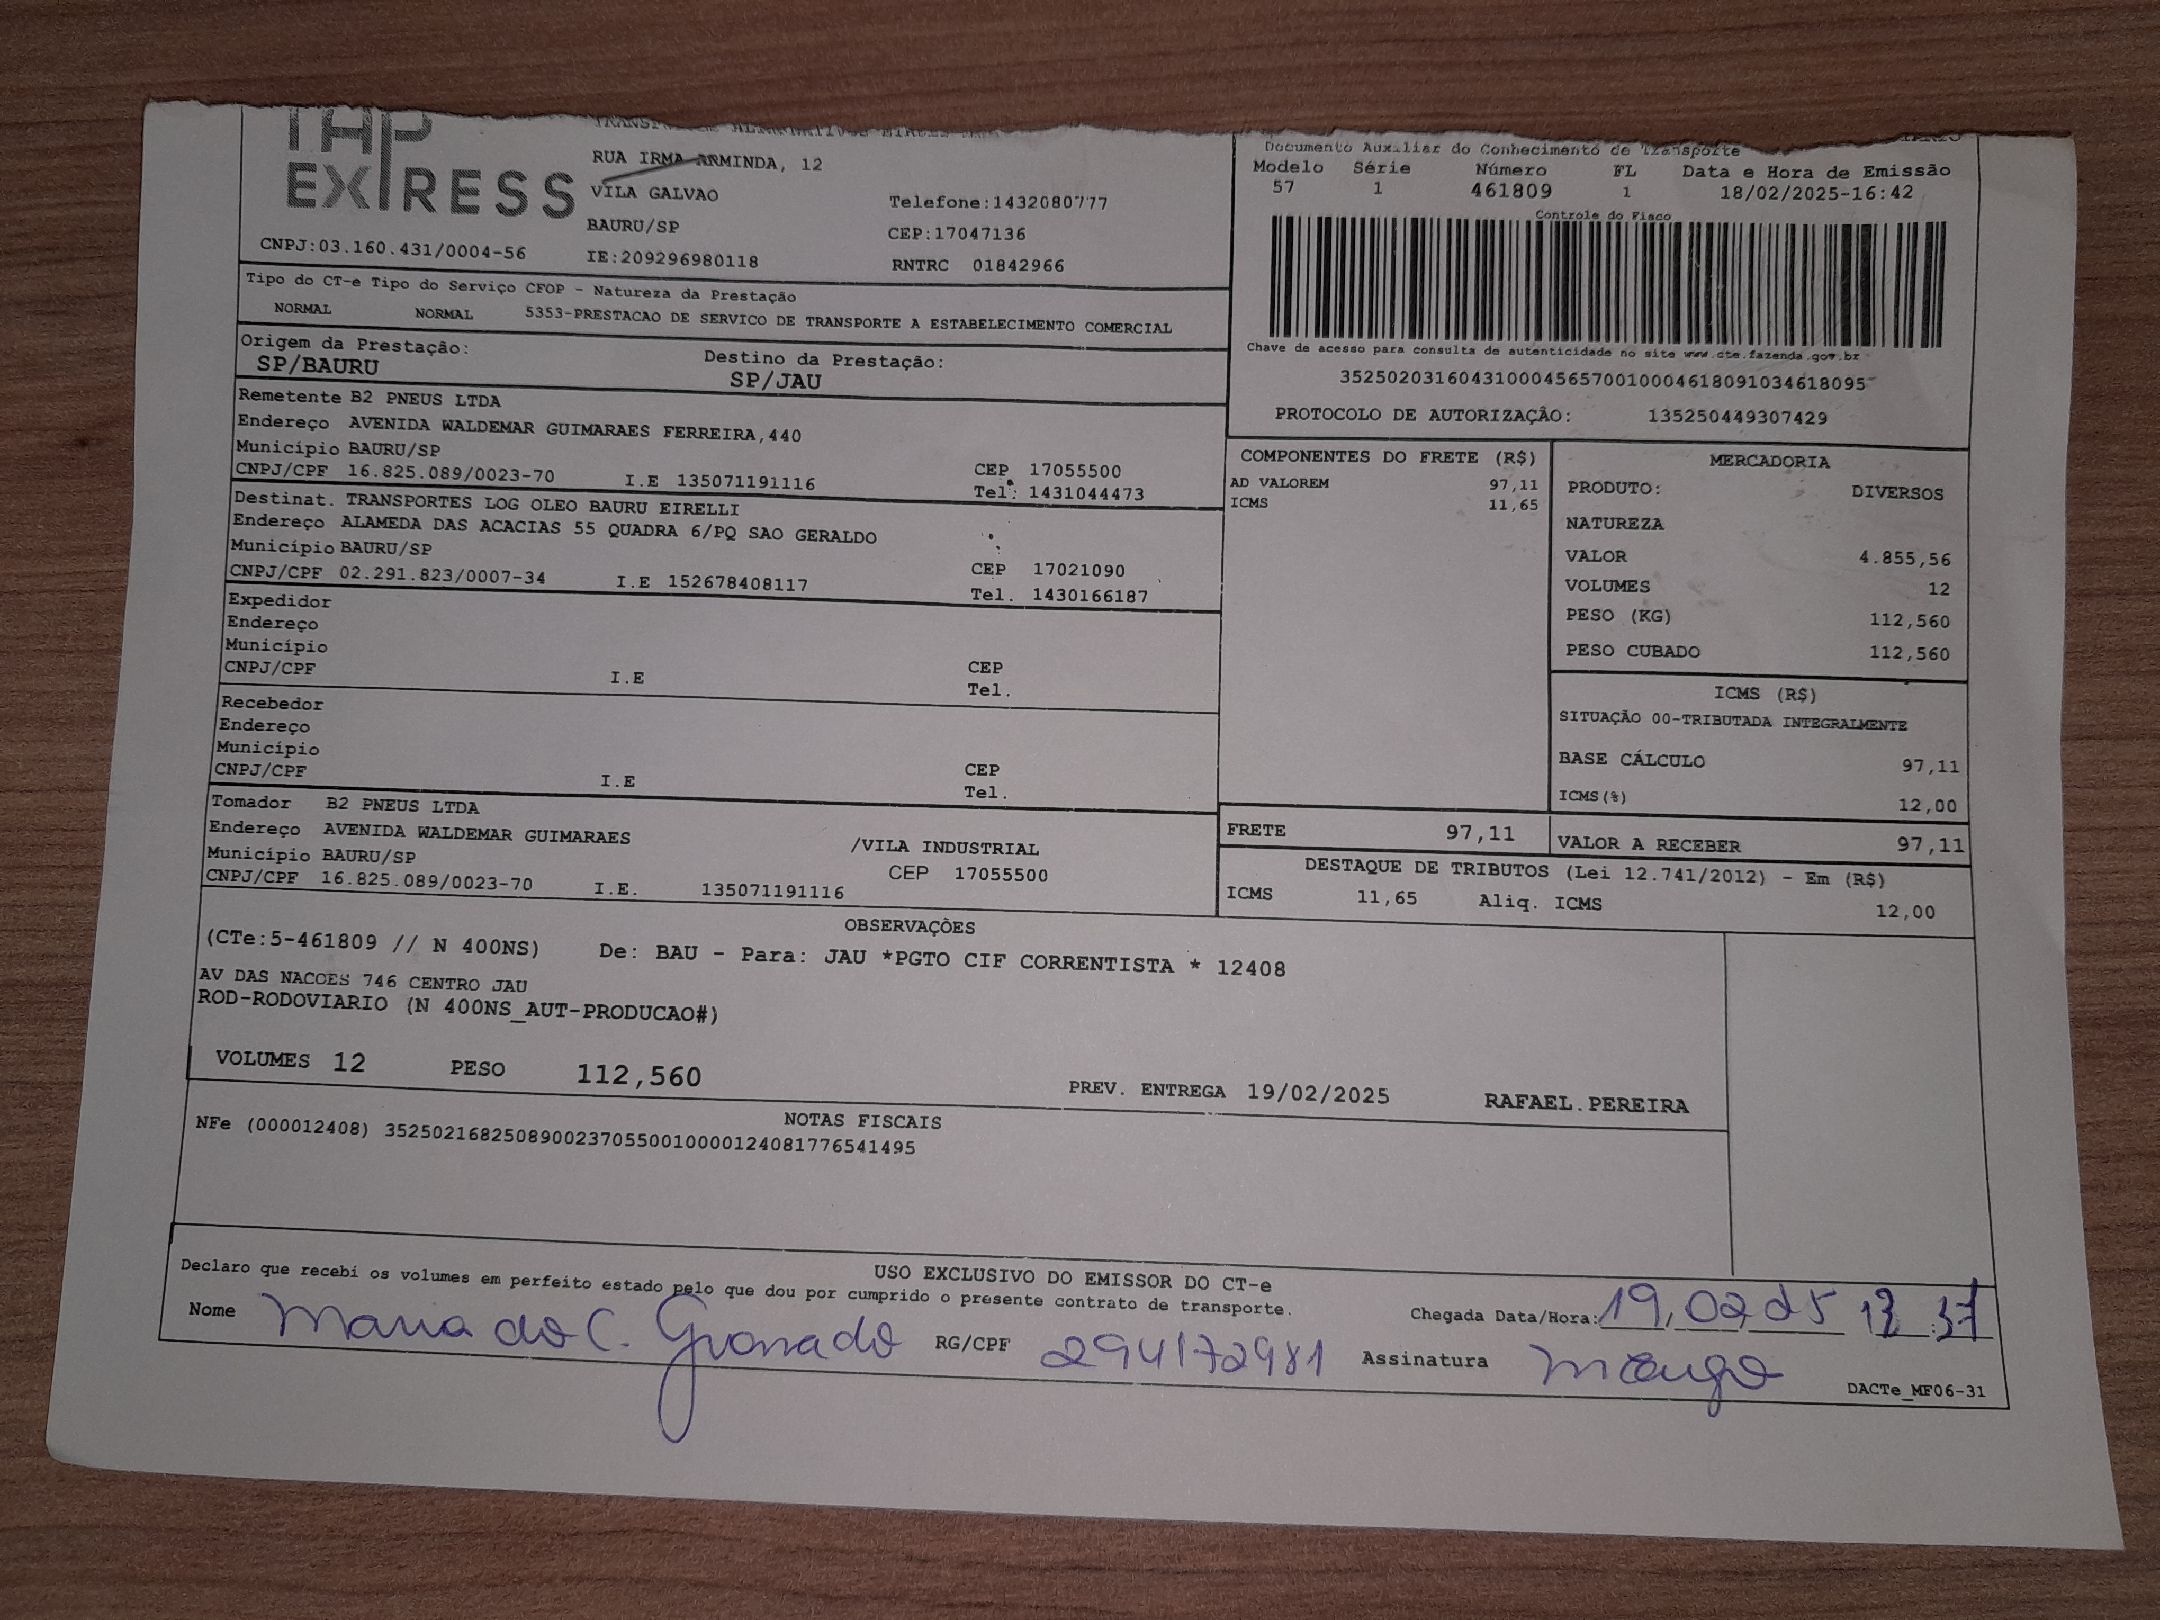 TAP
EXPRESS
CNPJ:03.160.431/0004-56
RUA IRMA ARMINDA, 12
VILA GALVAO
BAURU/SP
IE:209296980118
Telefone:1432080777
CEP:17047136
RNTRC 01842966
Documento Auxiliar do Conhecimento de Transporte
Modelo Série Número FL Data e Hora de Emissão
57 1 461809 1 18/02/2025-16:42
Controle do Fisco
Chave de acesso para consulta de autenticidade no site www.cte.fazenda.gov.br
35250203160431000456570010004618091034618095
PROTOCOLO DE AUTORIZAÇÃO: 135250449307429
Tipo do CT-e Tipo do Serviço CFOP - Natureza da Prestação
NORMAL NORMAL 5353-PRESTACAO DE SERVICO DE TRANSPORTE A ESTABELECIMENTO COMERCIAL
Origem da Prestação: Destino da Prestação:
SP/BAURU SP/JAU
Remetente B2 PNEUS LTDA
Endereço AVENIDA WALDEMAR GUIMARAES FERREIRA,440
Município BAURU/SP CEP 17055500
CNPJ/CPF 16.825.089/0023-70 I.E 135071191116 Tel. 1431044473
Destinat. TRANSPORTES LOG OLEO BAURU EIRELLI
Endereço ALAMEDA DAS ACACIAS 55 QUADRA 6/PQ SAO GERALDO
Município BAURU/SP CEP 17021090
CNPJ/CPF 02.291.823/0007-34 I.E 152678408117 Tel. 1430166187
Expedidor
Endereço
Município CEP
CNPJ/CPF I.E Tel.
Recebedor
Endereço
Município CEP
CNPJ/CPF I.E Tel.
Tomador B2 PNEUS LTDA
Endereço AVENIDA WALDEMAR GUIMARAES /VILA INDUSTRIAL
Município BAURU/SP CEP 17055500
CNPJ/CPF 16.825.089/0023-70 I.E. 135071191116
COMPONENTES DO FRETE (R$)
AD VALOREM 97,11
ICMS 11,65
MERCADORIA
PRODUTO: DIVERSOS
NATUREZA
VALOR 4.855,56
VOLUMES 12
PESO (KG) 112,560
PESO CUBADO 112,560
ICMS (R$)
SITUAÇÃO 00-TRIBUTADA INTEGRALMENTE
BASE CÁLCULO 97,11
ICMS(%) 12,00
FRETE 97,11 VALOR A RECEBER 97,11
DESTAQUE DE TRIBUTOS (Lei 12.741/2012) - Em (R$)
ICMS 11,65 Aliq. ICMS 12,00
OBSERVAÇÕES
(CTe:5-461809 // N 400NS) De: BAU - Para: JAU *PGTO CIF CORRENTISTA * 12408
AV DAS NACOES 746 CENTRO JAU
ROD-RODOVIARIO (N 400NS_AUT-PRODUCAO#)
VOLUMES 12 PESO 112,560 PREV. ENTREGA 19/02/2025 RAFAEL.PEREIRA
NOTAS FISCAIS
NFe (000012408) 35250216825089002370550010000124081776541495
USO EXCLUSIVO DO EMISSOR DO CT-e
Declaro que recebi os volumes em perfeito estado pelo que dou por cumprido o presente contrato de transporte.
Nome Maria do C. Granado RG/CPF 294172981 Assinatura
Chegada Data/Hora: 19,02 25
DACTe_MF06-31